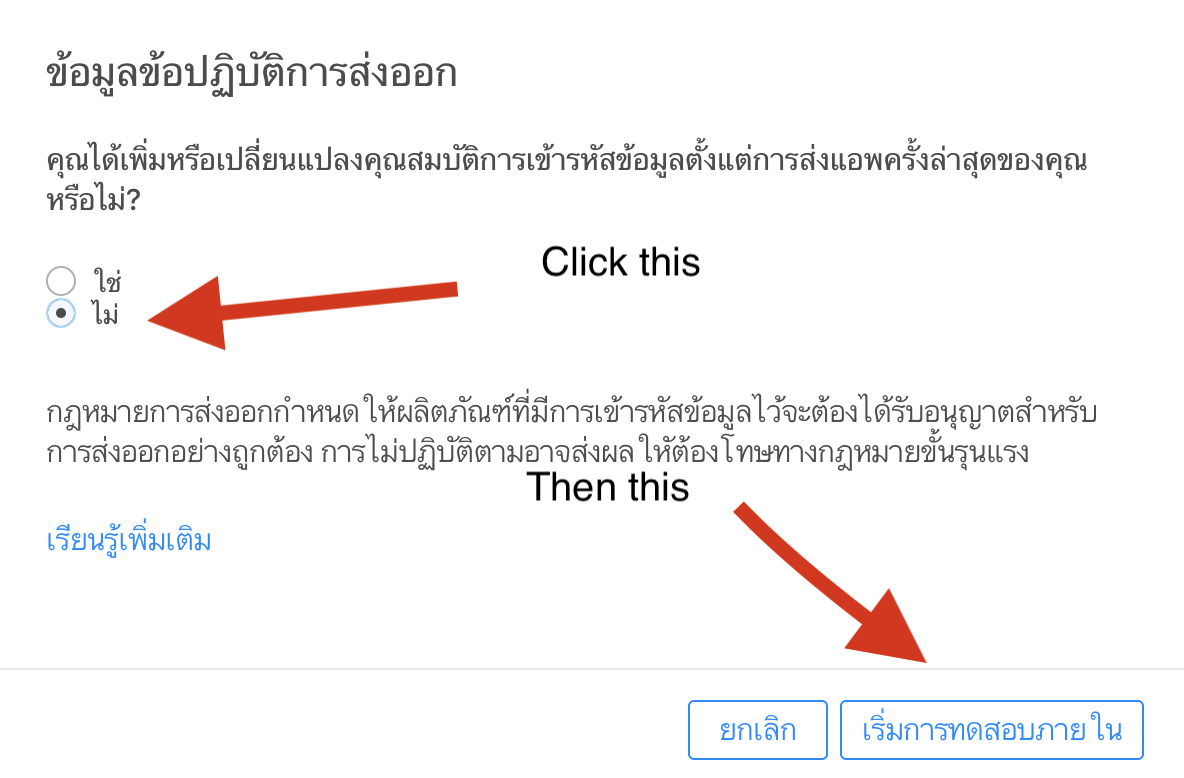 ข้อมูลข้อปฏิบัติการส่งออก
คุณได้เพิ่มหรือเปลี่ยนแปลงคุณสมบัติการเข้ารหัสข้อมูลตั้งแต่การส่งแอพครั้งล่าสุดของคุณ
หรือไม่?
Click this
ใช่
ไม่
กฎหมายการส่งออกกำหนด ให้ผลิตภัณฑ์ที่มีการเข้ารหัสข้อมูลไว้จะต้องได้รับอนุญาตสำหรับ
การส่งออกอย่างถูกต้อง การไม่ปฏิบัติตามอาจส่งผล ให้ต้องโทษทางกฎหมายขั้นรุนแรง
Then this
เรียนรู้เพิ่มเติม
ยกเลิก
เริ่มการทดสอบภาย ใน